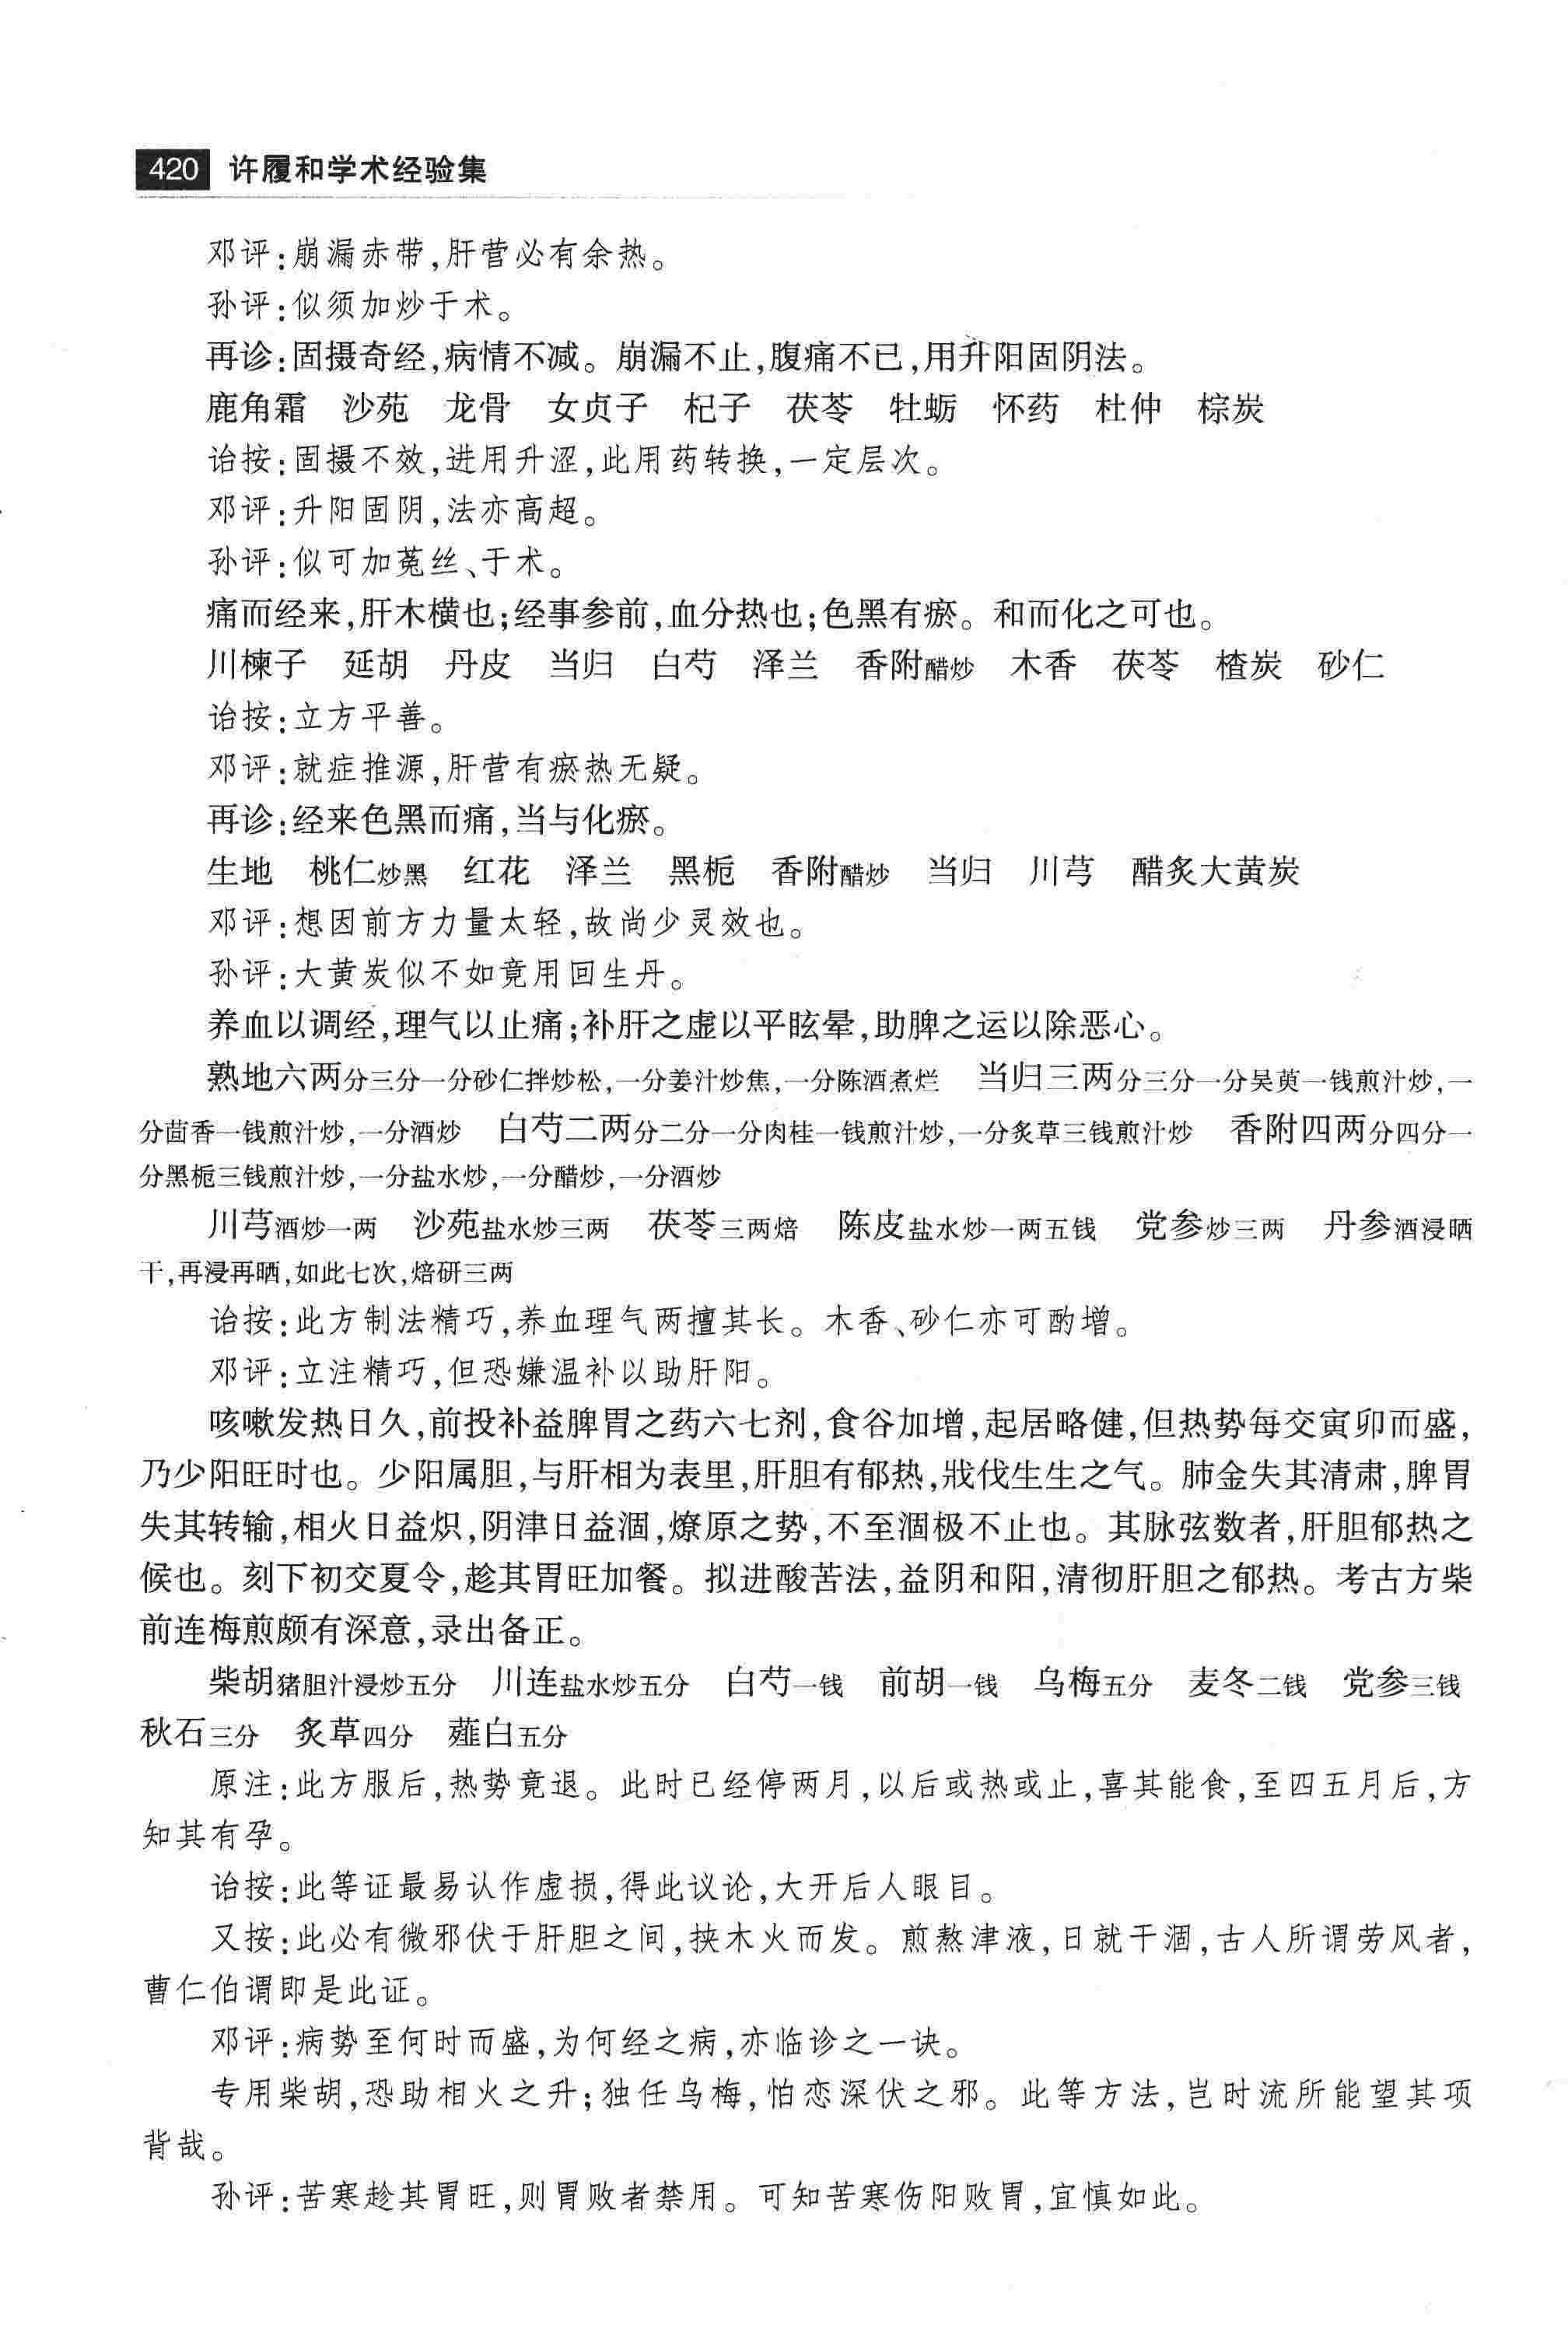 420 许履和学术经验集
邓评：崩漏赤带，肝营必有余热。
孙评：似须加炒于术。
再诊：固摄奇经，病情不减。崩漏不止，腹痛不已，用升阳固阴法。
鹿角霜 沙苑 龙骨 女贞子 杞子 茯苓 牡蛎 怀药 杜仲 棕炭
诒按：固摄不效，进用升涩，此用药转换，一定层次。
邓评：升阳固阴，法亦高超。
孙评：似可加菟丝、于术。
痛而经来，肝木横也；经事参前，血分热也；色黑有瘀。和而化之可也。
川楝子 延胡 丹皮 当归 白芍 泽兰 香附醋炒 木香 茯苓 楂炭 砂仁
诒按：立方平善。
邓评：就症推源，肝营有瘀热无疑。
再诊：经来色黑而痛，当与化瘀。
生地 桃仁炒黑 红花 泽兰 黑栀 香附醋炒 当归 川芎 醋炙大黄炭
邓评：想因前方力量太轻，故尚少灵效也。
孙评：大黄炭似不如竟用回生丹。
养血以调经，理气以止痛；补肝之虚以平眩晕，助脾之运以除恶心。
熟地六两分三分一分砂仁拌炒松，一分姜汁炒焦，一分陈酒煮烂 当归三两分三分一分吴萸一钱煎汁炒，一
分茴香一钱煎汁炒，一分酒炒 白芍二两分二分一分肉桂一钱煎汁炒，一分炙草三钱煎汁炒 香附四两分四分一
分黑栀三钱煎汁炒，一分盐水炒，一分醋炒，一分酒炒
川芎酒炒一两 沙苑盐水炒三两 茯苓三两焙 陈皮盐水炒一两五钱 党参炒三两 丹参酒浸晒
干，再浸再晒，如此七次，焙研三两
诒按：此方制法精巧，养血理气两擅其长。木香、砂仁亦可酌增。
邓评：立注精巧，但恐嫌温补以助肝阳。
咳嗽发热日久，前投补益脾胃之药六七剂，食谷加增，起居略健，但热势每交寅卯而盛，
乃少阳旺时也。少阳属胆，与肝相为表里，肝胆有郁热，戕伐生生之气。肺金失其清肃，脾胃
失其转输，相火日益炽，阴津日益涸，燎原之势，不至涸极不止也。其脉弦数者，肝胆郁热之
候也。刻下初交夏令，趁其胃旺加餐。拟进酸苦法，益阴和阳，清彻肝胆之郁热。考古方柴
前连梅煎颇有深意，录出备正。
柴胡猪胆汁浸炒五分 川连盐水炒五分 白芍一钱 前胡一钱 乌梅五分 麦冬二钱 党参三钱
秋石三分 炙草四分 薤白五分
原注：此方服后，热势竟退。此时已经停两月，以后或热或止，喜其能食，至四五月后，方
知其有孕。
诒按：此等证最易认作虚损，得此议论，大开后人眼目。
又按：此必有微邪伏于肝胆之间，挟木火而发。煎熬津液，日就干涸，古人所谓劳风者，
曹仁伯谓即是此证。
邓评：病势至何时而盛，为何经之病，亦临诊之一诀。
专用柴胡，恐助相火之升；独任乌梅，怕恋深伏之邪。此等方法，岂时流所能望其项
背哉。
孙评：苦寒趁其胃旺，则胃败者禁用。可知苦寒伤阳败胃，宜慎如此。